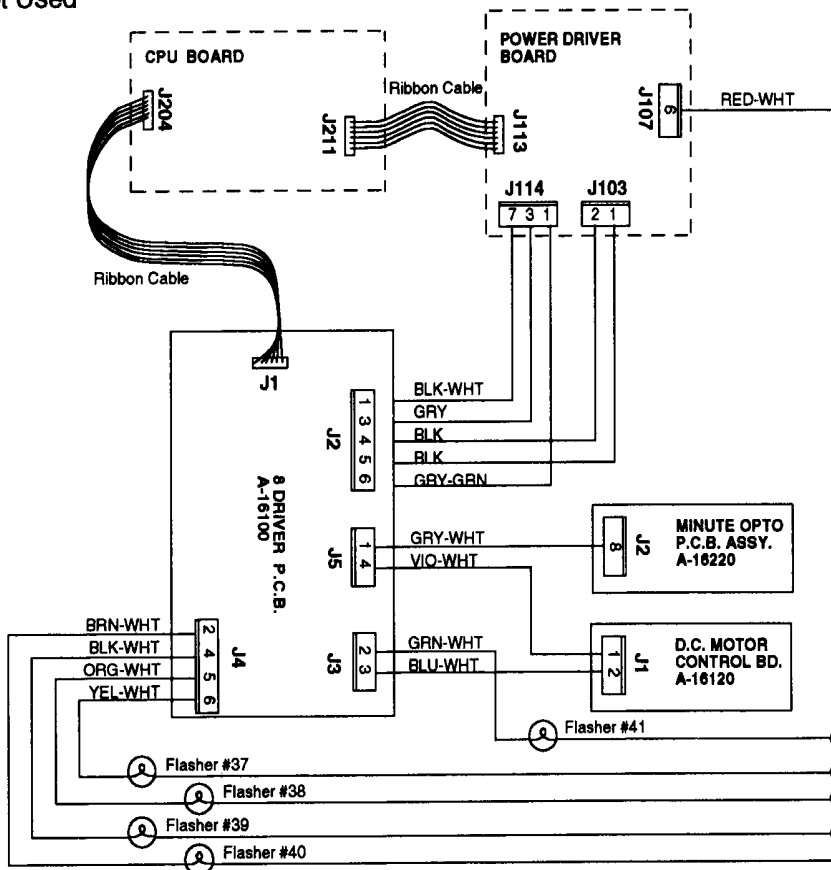 CPU BOARD
POWER DRIVER
BOARD
J204
J211
Ribbon Cable
J113
J107
6
RED-WHT
J114
7 3 1
J103
2 1
Ribbon Cable
J1
J2
1 3 4 5 6
BLK-WHT
GRY
BLK
BLK
GRY-GRN
8 DRIVER P.C.B.
A-16100
J5
1 4
GRY-WHT
VIO-WHT
8
J2
MINUTE OPTO
P.C.B. ASSY.
A-16220
J4
2 4 5 6
BRN-WHT
BLK-WHT
ORG-WHT
YEL-WHT
J3
2 3
GRN-WHT
BLU-WHT
1 2
J1
D.C. MOTOR
CONTROL BD.
A-16120
Flasher #41
Flasher #37
Flasher #38
Flasher #39
Flasher #40